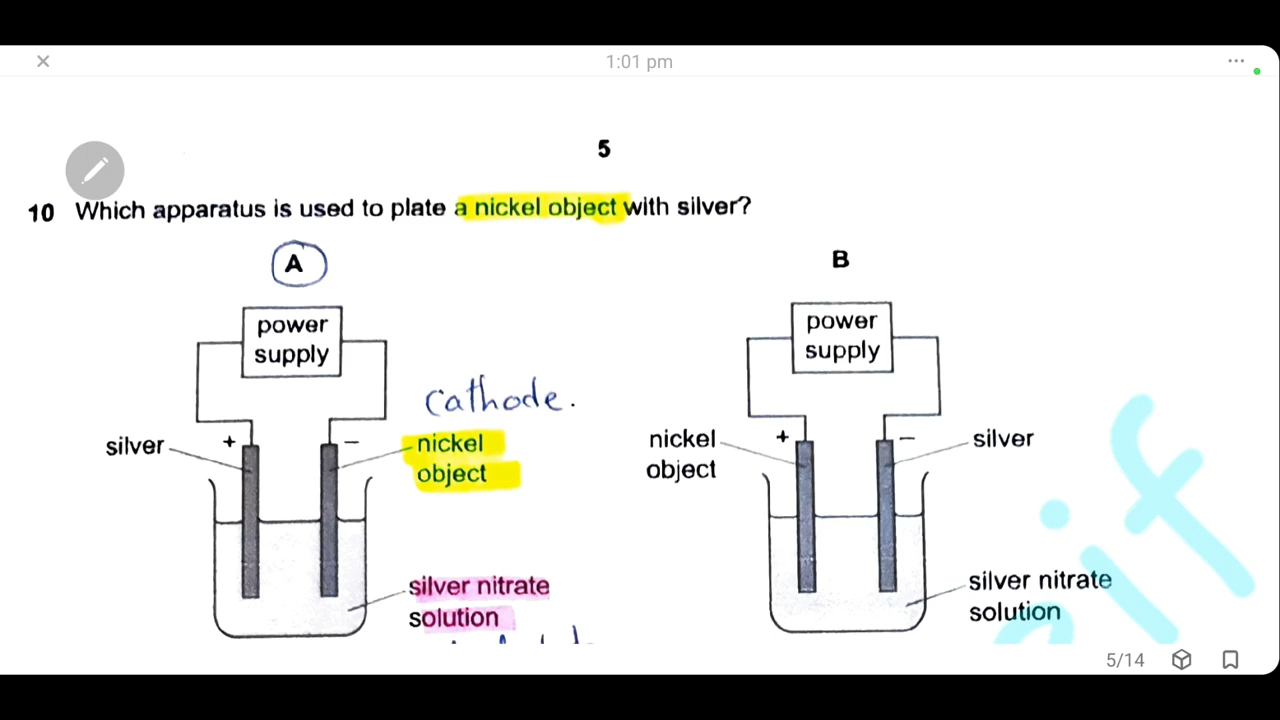 1:01 pm
5
10 Which apparatus is used to plate a nickel object with silver?
A
B
power
supply
power
supply
cathode.
silver
+
−
nickel
object
nickel
object
+
−
silver
silver nitrate
solution
silver nitrate
solution
5/14